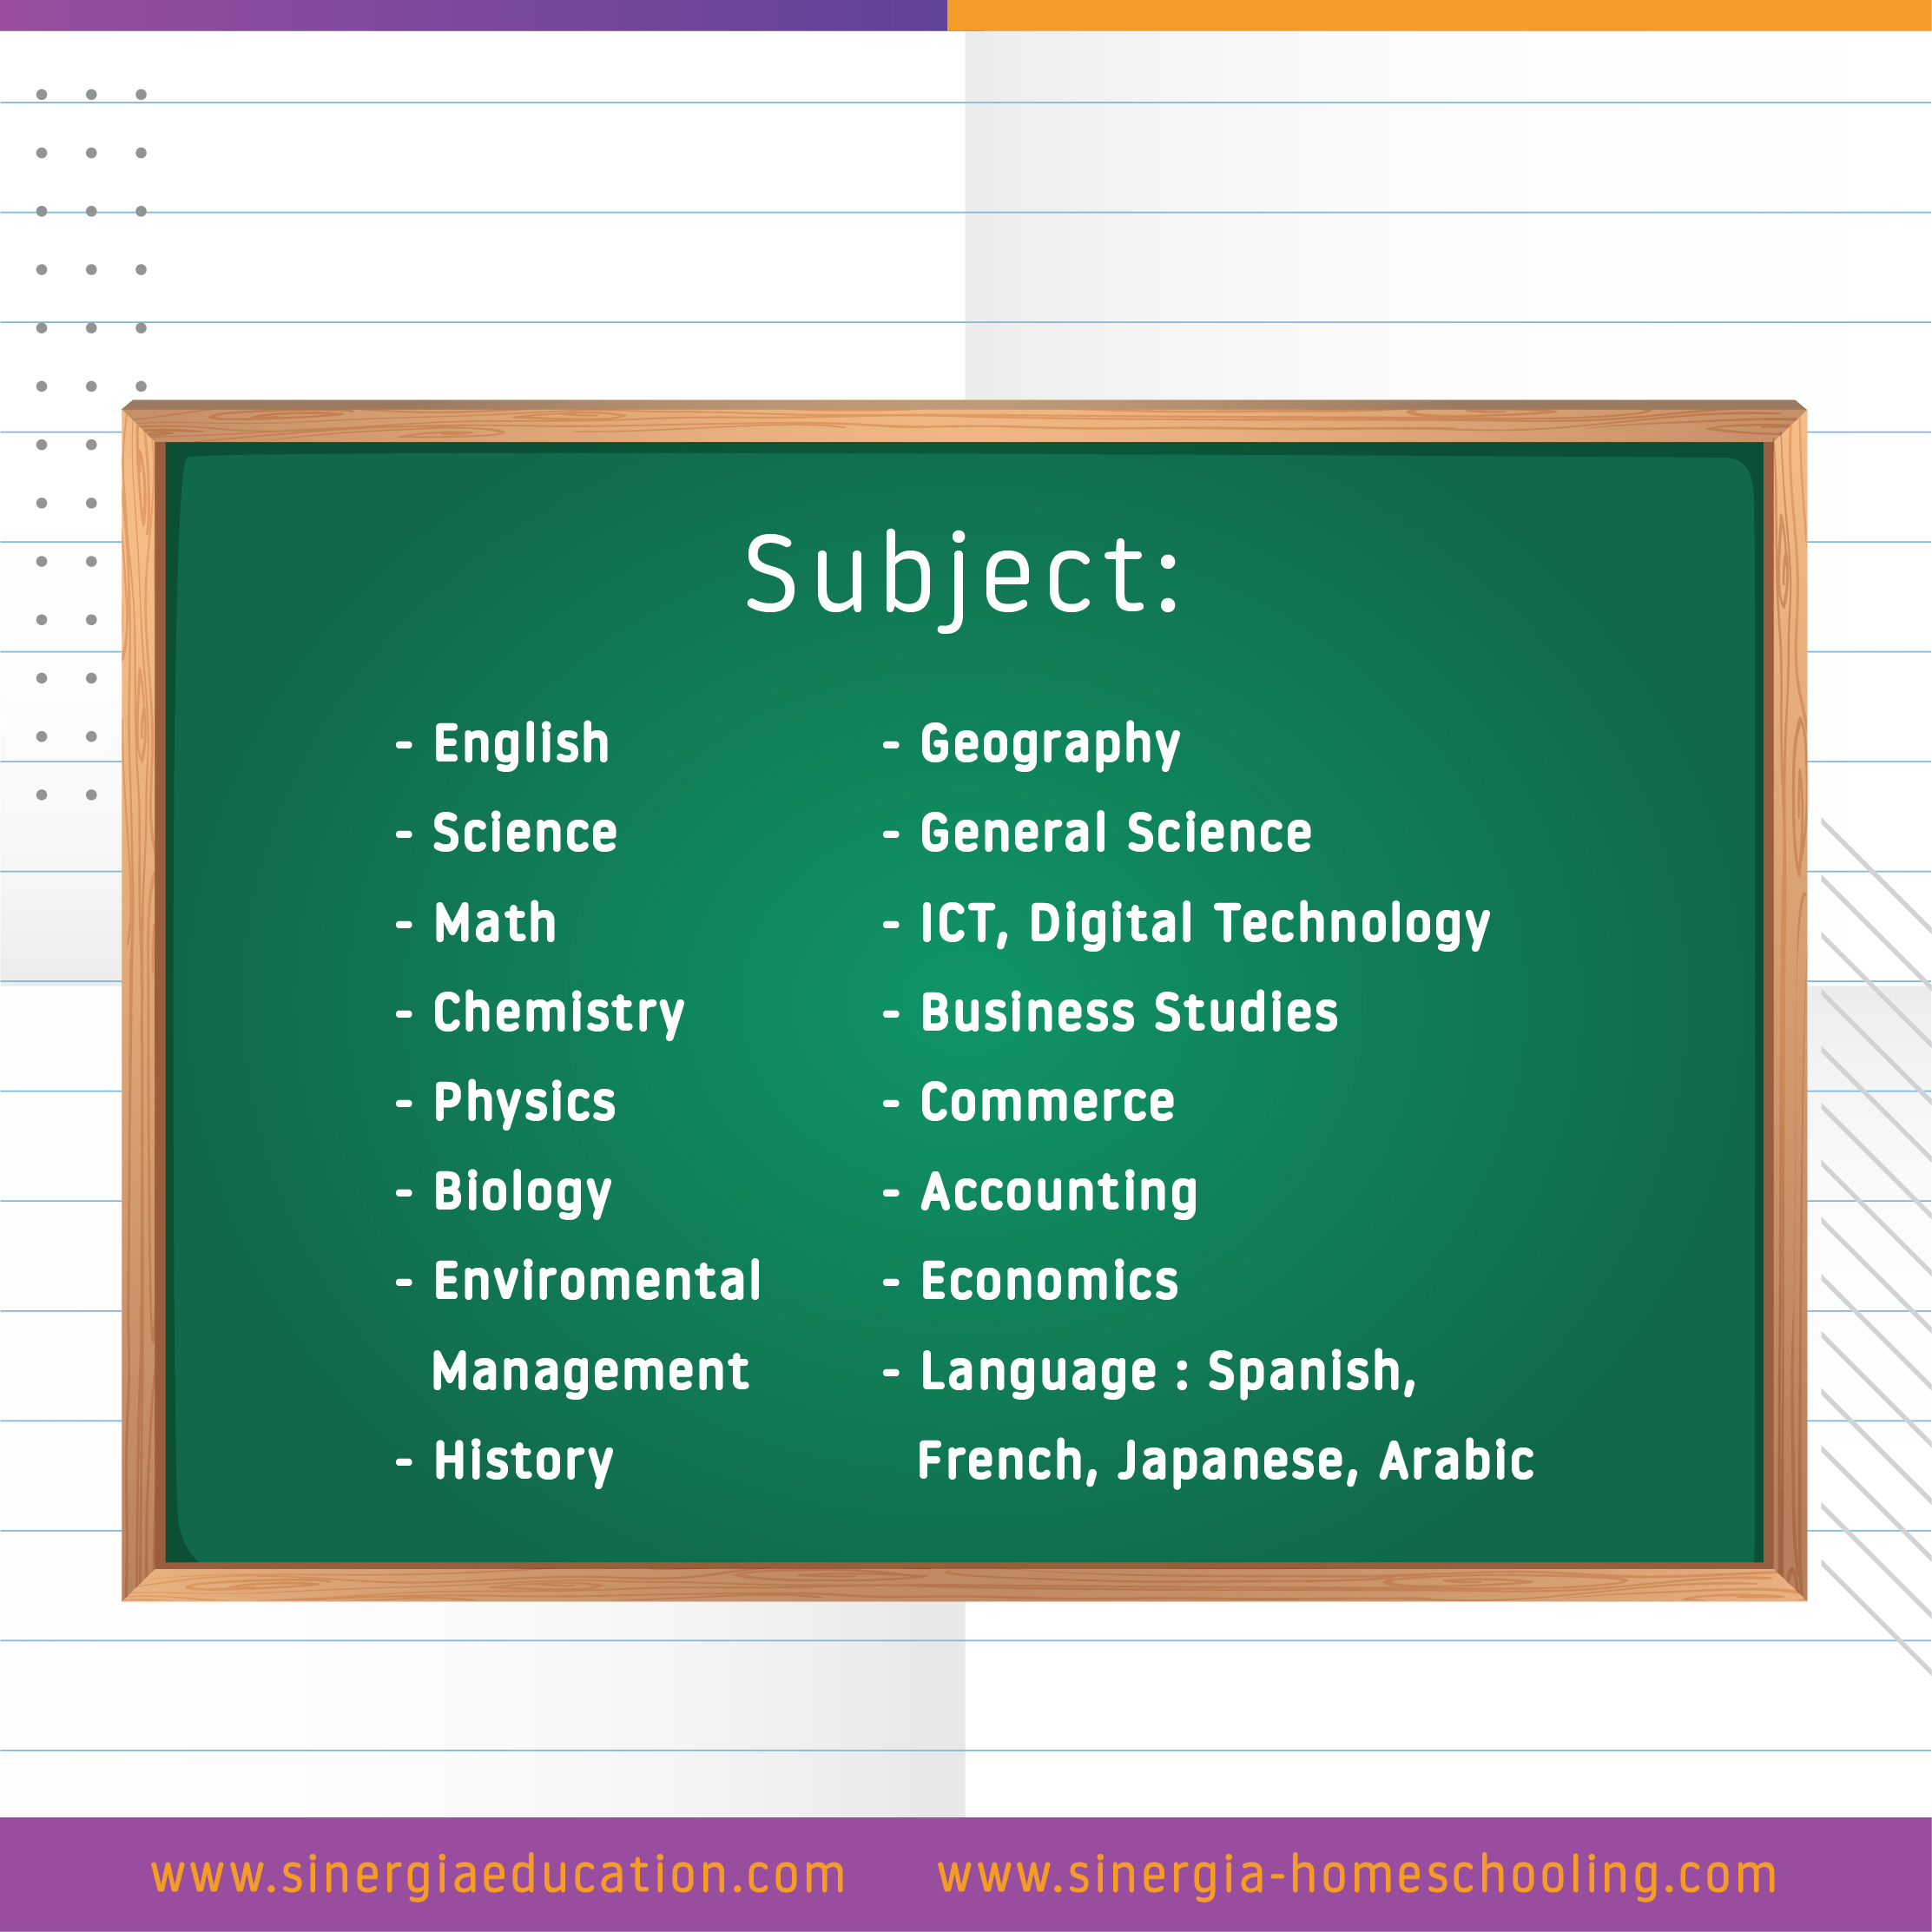 Subject:
- English
- Science
- Math
- Chemistry
- Physics
- Biology
- Enviromental
Management
- History
- Geography
- General Science
- ICT, Digital Technology
- Business Studies
- Commerce
- Accounting
- Economics
- Language : Spanish,
French, Japanese, Arabic
www.sinergiaeducation.com
www.sinergia-homeschooling.com